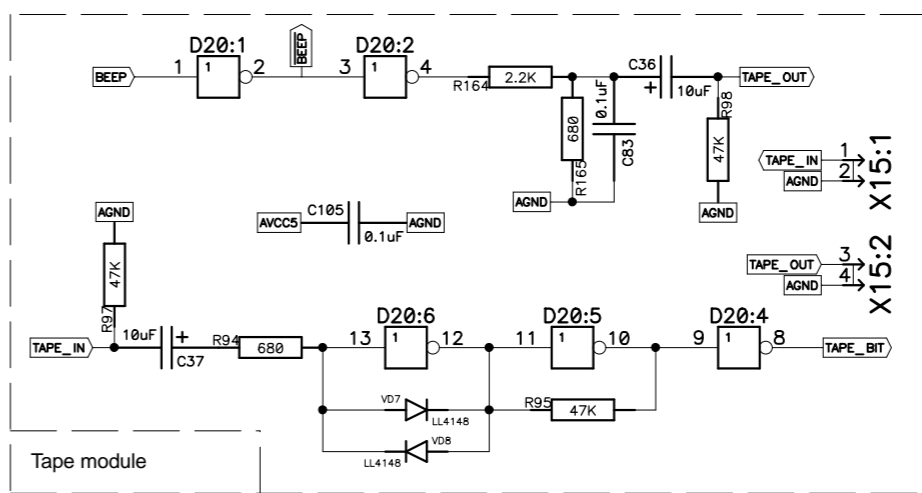 D20:1
BEEP
1
1
2
BEEP
D20:2
3
1
4
R164
2.2K
680
R165
0.1uF
C83
C36
+
10uF
R98
47K
TAPE_OUT
AGND
AGND
TAPE_IN
1
AGND
2
X15:1
AVCC5
C105
0.1uF
AGND
TAPE_OUT
3
AGND
4
X15:2
AGND
47K
R97
TAPE_IN
10uF
+
C37
R94
680
D20:6
13
1
12
D20:5
11
1
10
D20:4
9
1
8
TAPE_BIT
VD7
LL4148
VD8
LL4148
R95
47K
Tape module